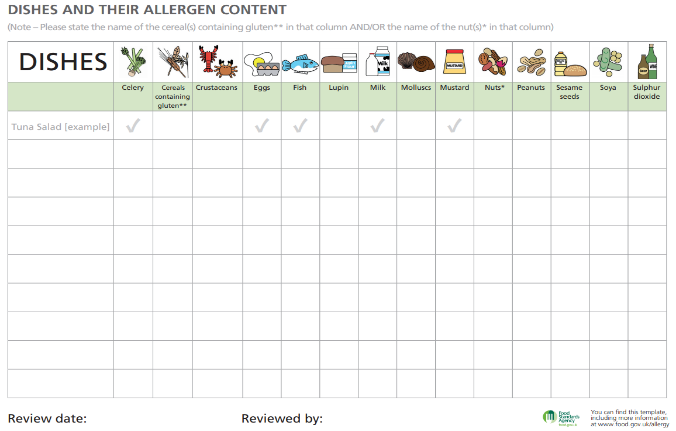 DISHES AND THEIR ALLERGEN CONTENT
(Note – Please state the name of the cereal(s) containing gluten** in that column AND/OR the name of the nut(s)* in that column)
DISHES
Celery
Cereals
containing
gluten**
Crustaceans
Eggs
Fish
Lupin
Milk
Molluscs
Mustard
Nuts*
Peanuts
Sesame
seeds
Soya
Sulphur
dioxide
Milk
MUSTARD
Tuna Salad [example]
Review date:
Reviewed by:
Food
Standards
Agency
You can find this template,
including more information
at www.food.gov.uk/allergy